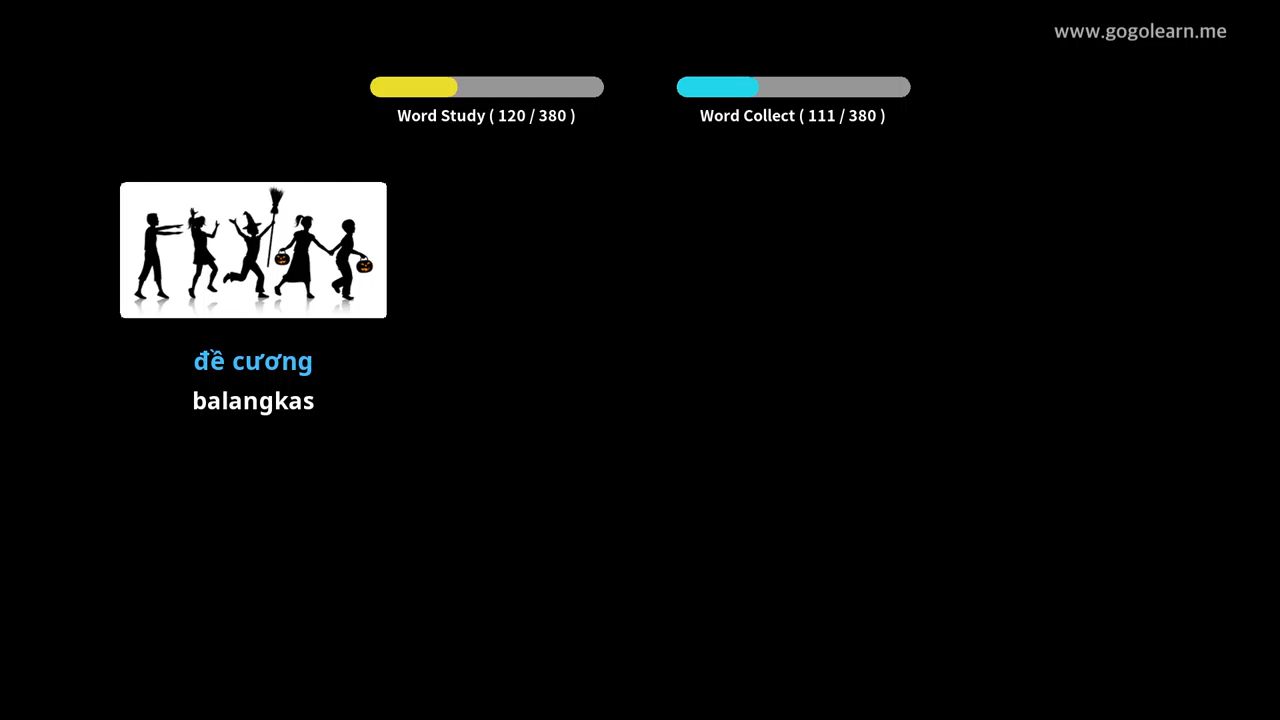 www.gogolearn.me
Word Study ( 120 / 380 )
Word Collect ( 111 / 380 )
đề cương
balangkas